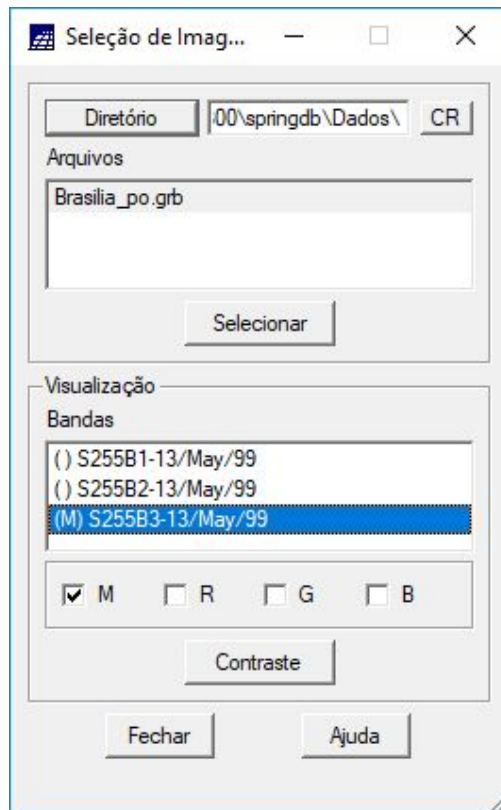 Seleção de Imag...
Diretório 00\springdb\Dados\ CR
Arquivos
Brasilia_po.grb
Selecionar
Visualização
Bandas
( ) S255B1-13/May/99
( ) S255B2-13/May/99
(M) S255B3-13/May/99
M R G B
Contraste
Fechar Ajuda